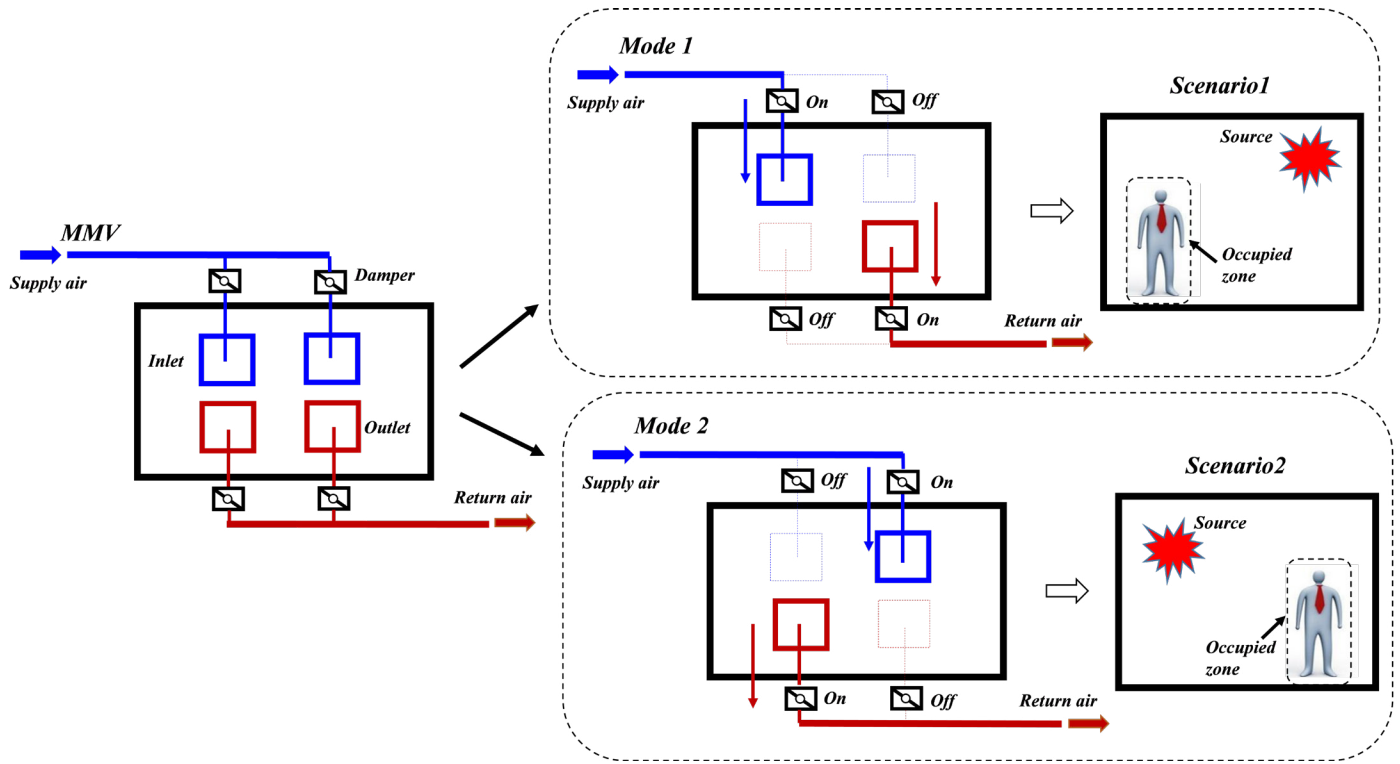 MMV
Supply air
Damper
Inlet
Outlet
Return air
Mode 1
Supply air
On
Off
Off
On
Return air
Scenario1
Source
Occupied
zone
Mode 2
Supply air
Off
On
On
Off
Return air
Scenario2
Source
Occupied
zone